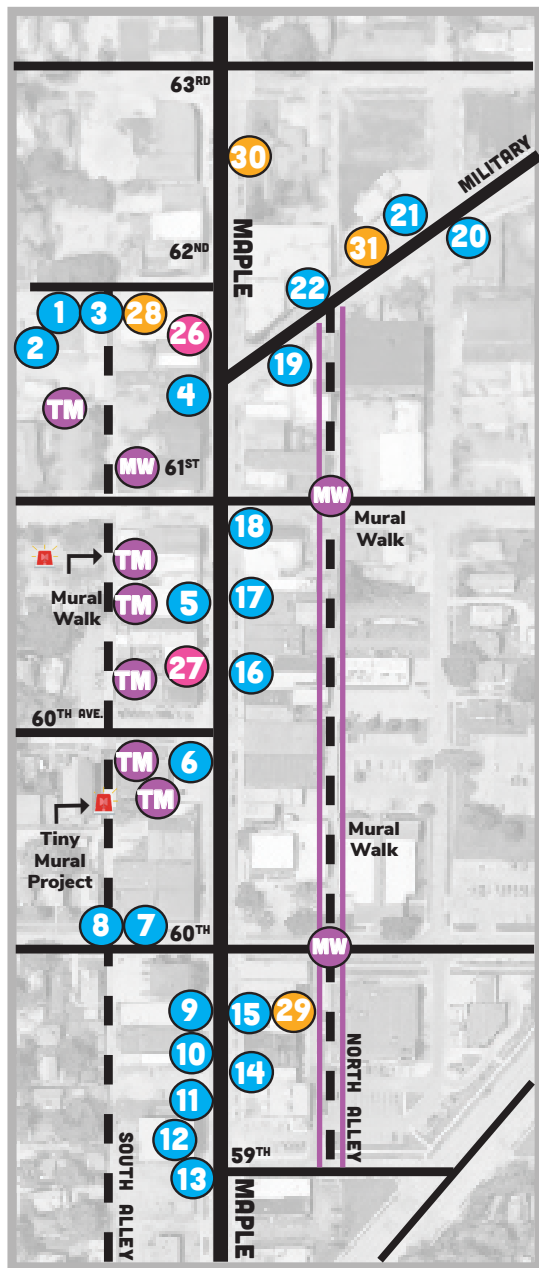 63RD
30
MAPLE
MILITARY
21
20
31
62ND
22
1
3
28
26
2
19
4
TM
MW
61ST
MW
Mural
Walk
18
TM
Mural
Walk
TM
5
17
27
16
TM
60TH AVE.
TM
6
TM
Tiny
Mural
Project
Mural
Walk
8
7
60TH
MW
9
15
29
10
14
11
NORTH ALLEY
12
SOUTH ALLEY
59TH
13
MAPLE